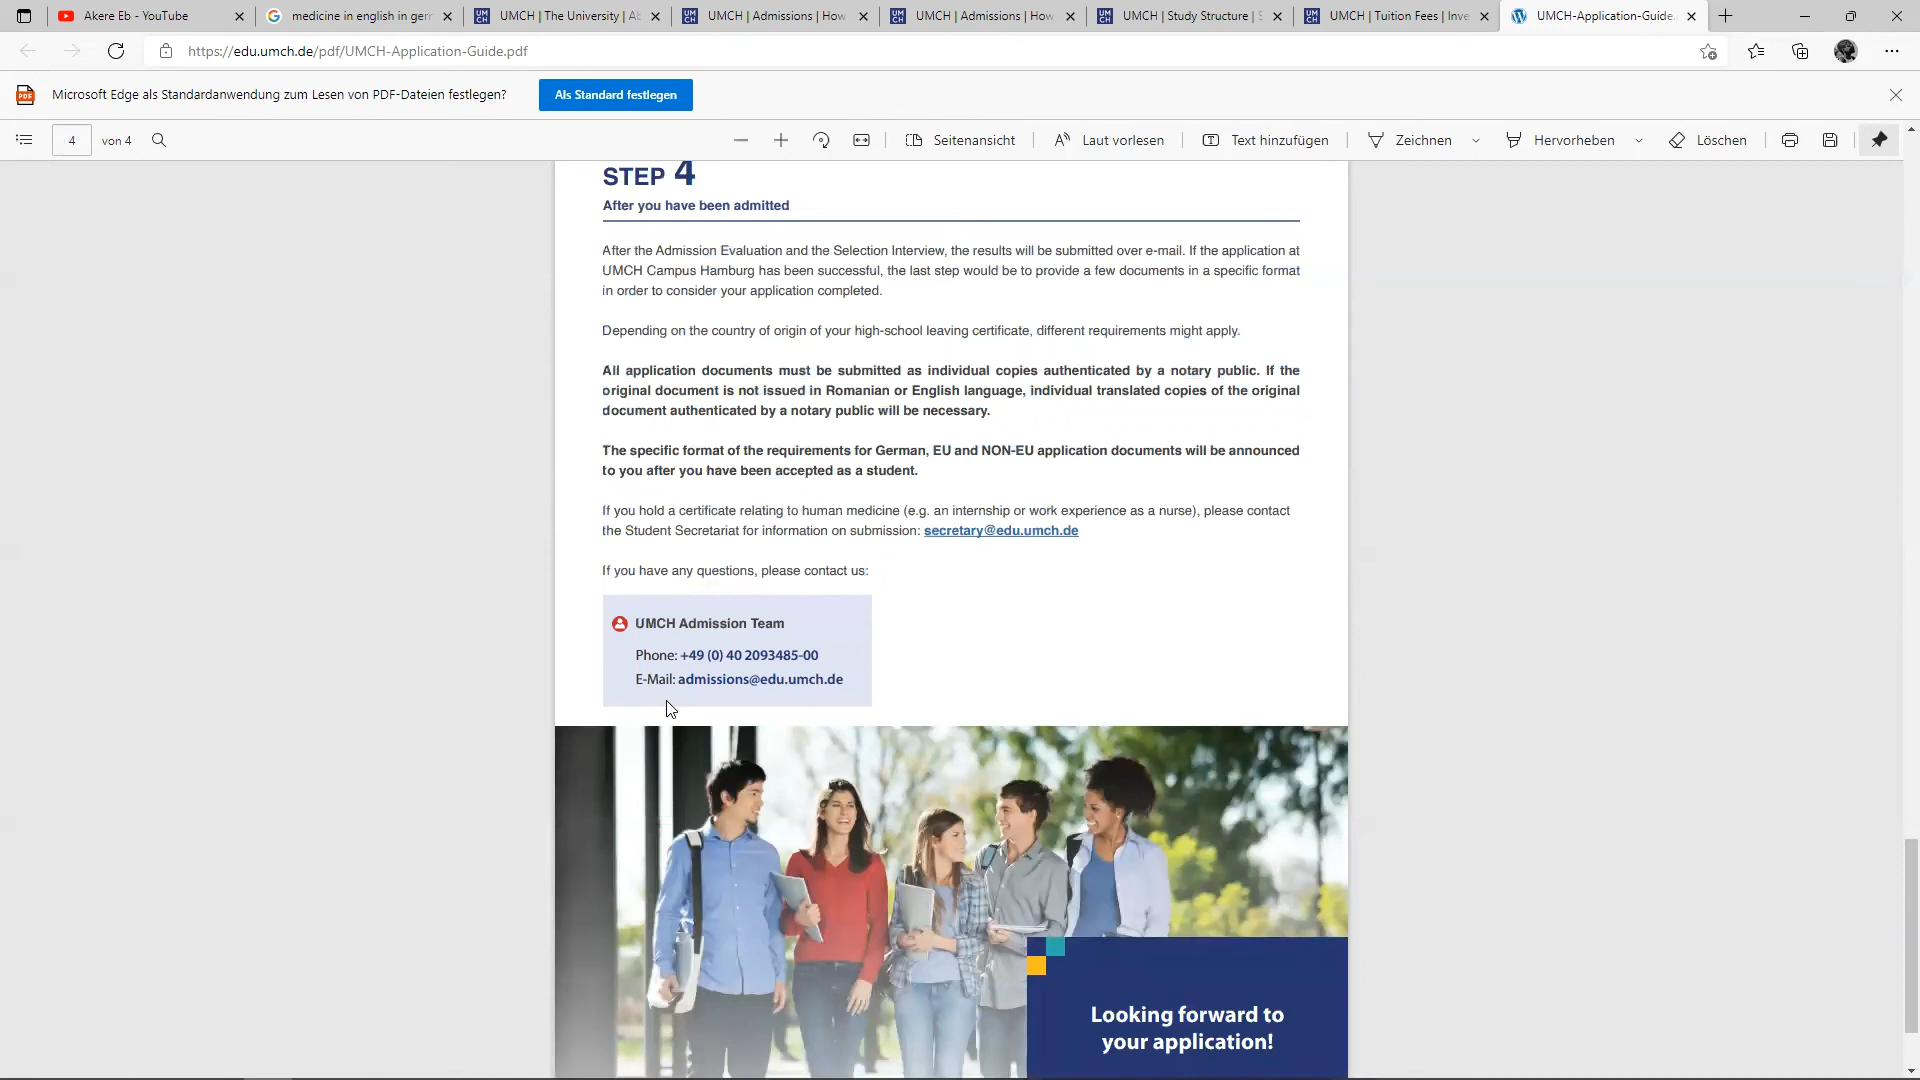 Akere Eb - YouTube
medicine in english in ger
UMCH | The University | Ab
UMCH | Admissions | How
UMCH | Admissions | How
UMCH | Study Structure | S
UMCH | Tuition Fees | Inve
UMCH-Application-Guide.
https://edu.umch.de/pdf/UMCH-Application-Guide.pdf
Microsoft Edge als Standardanwendung zum Lesen von PDF-Dateien festlegen?
Als Standard festlegen
4 von 4
Seitenansicht
Laut vorlesen
Text hinzufügen
Zeichnen
Hervorheben
Löschen
STEP 4
After you have been admitted
After the Admission Evaluation and the Selection Interview, the results will be submitted over e-mail. If the application at
UMCH Campus Hamburg has been successful, the last step would be to provide a few documents in a specific format
in order to consider your application completed.
Depending on the country of origin of your high-school leaving certificate, different requirements might apply.
All application documents must be submitted as individual copies authenticated by a notary public. If the
original document is not issued in Romanian or English language, individual translated copies of the original
document authenticated by a notary public will be necessary.
The specific format of the requirements for German, EU and NON-EU application documents will be announced
to you after you have been accepted as a student.
If you hold a certificate relating to human medicine (e.g. an internship or work experience as a nurse), please contact
the Student Secretariat for information on submission: secretary@edu.umch.de
If you have any questions, please contact us:
UMCH Admission Team
Phone: +49 (0) 40 2093485-00
E-Mail: admissions@edu.umch.de
Looking forward to
your application!